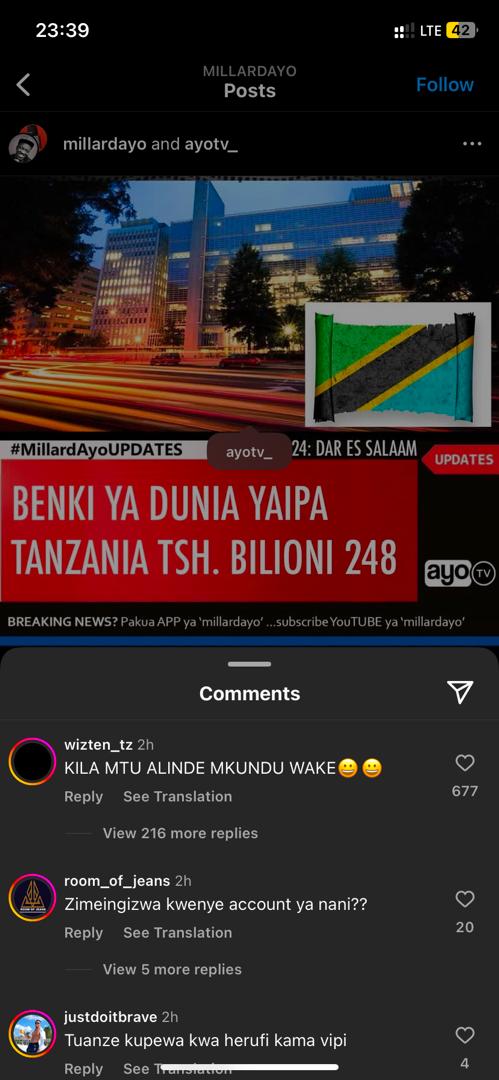 23:39
LTE 42
MILLARDAYO
Posts
Follow
millardayo and ayotv_
#MillardAyoUPDATES
ayotv_
24: DAR ES SALAAM
UPDATES
BENKI YA DUNIA YAIPA
TANZANIA TSH. BILIONI 248
ayo TV
BREAKING NEWS? Pakua APP ya ‘millardayo’ ...subscribe YouTUBE ya ‘millardayo’
Comments
wizten_tz 2h
KILA MTU ALINDE MKUNDU WAKE😀😀
677
Reply See Translation
View 216 more replies
room_of_jeans 2h
Zimeingizwa kwenye account ya nani??
20
Reply See Translation
View 5 more replies
justdoitbrave 2h
Tuanze kupewa kwa herufi kama vipi
4
Reply See Translation